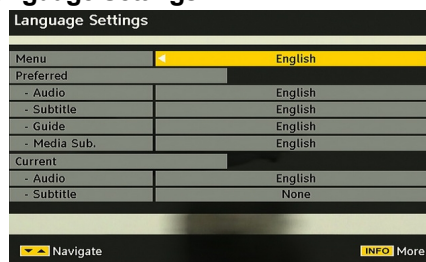 Language Settings
Menu English
Preferred
- Audio English
- Subtitle English
- Guide English
- Media Sub. English
Current
- Audio English
- Subtitle None
Navigate INFO More